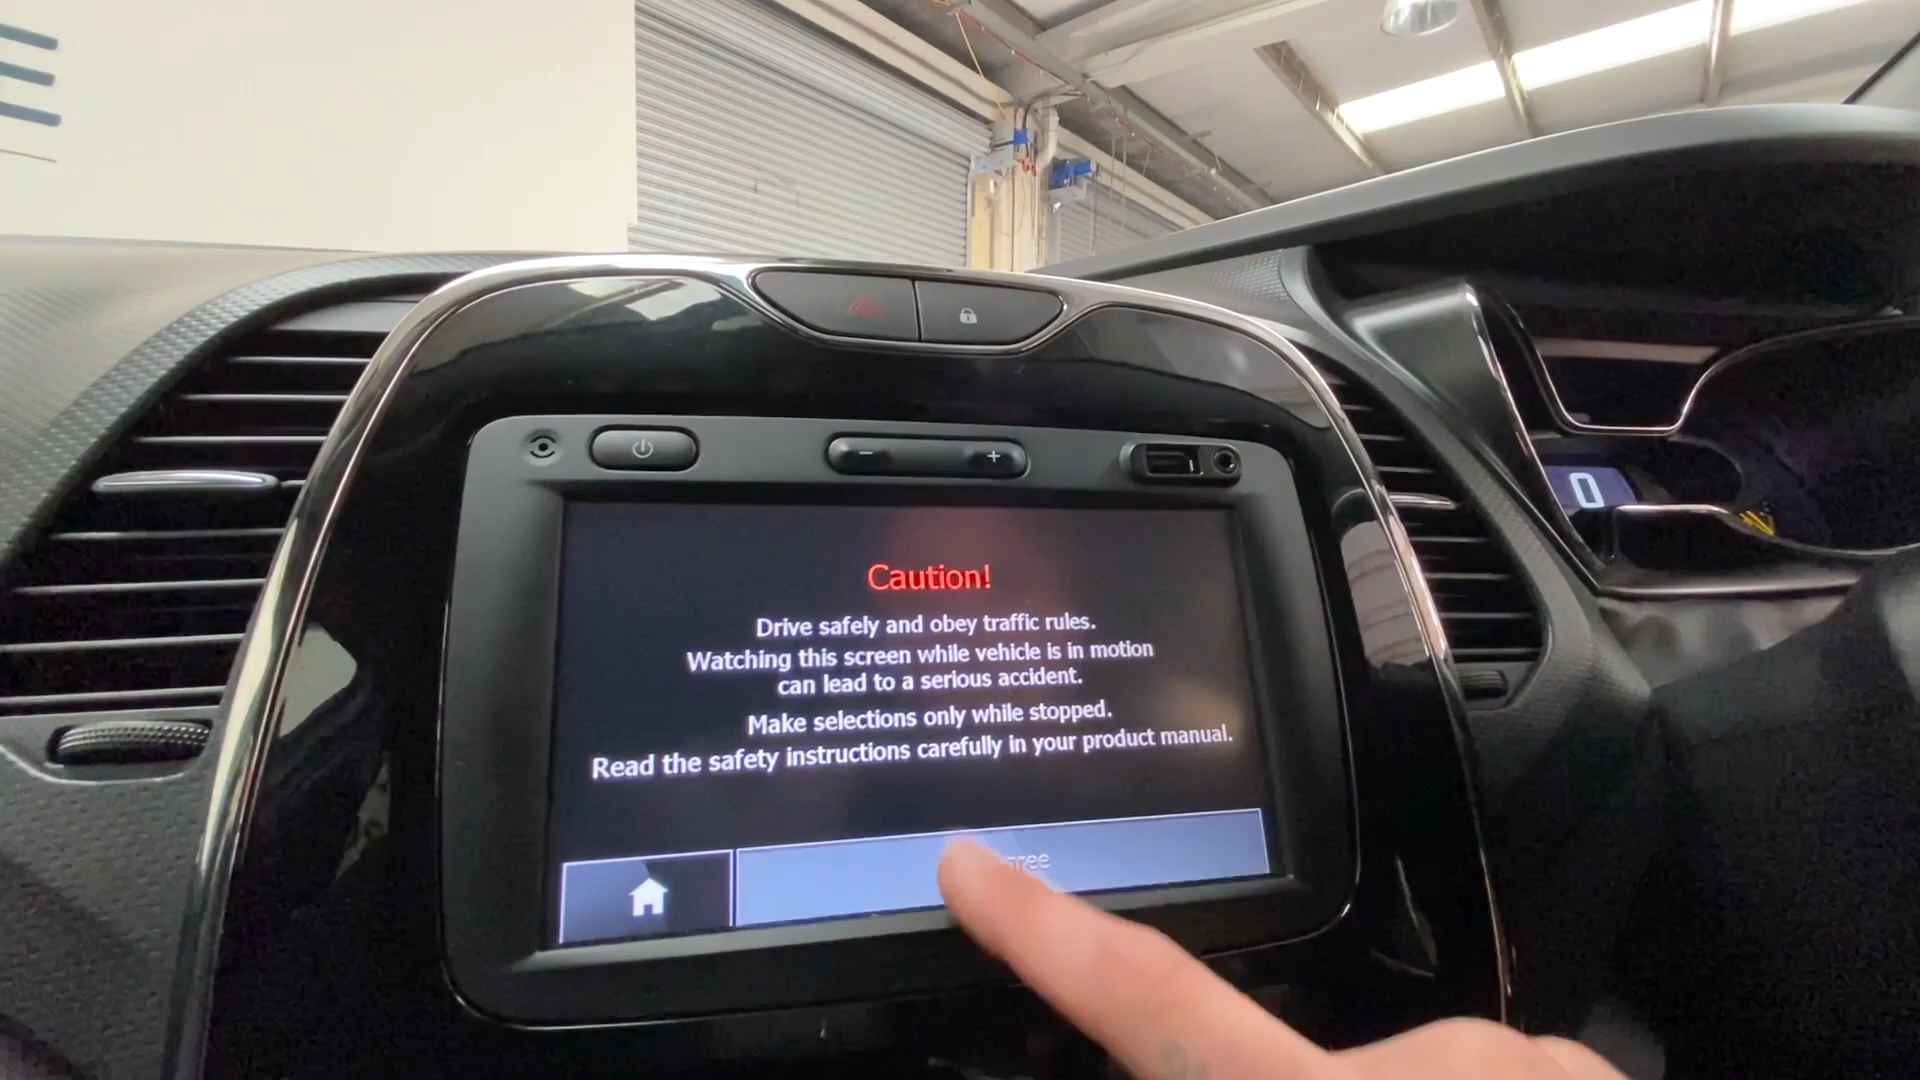 0
Caution!
Drive safely and obey traffic rules.
Watching this screen while vehicle is in motion
can lead to a serious accident.
Make selections only while stopped.
Read the safety instructions carefully in your product manual.